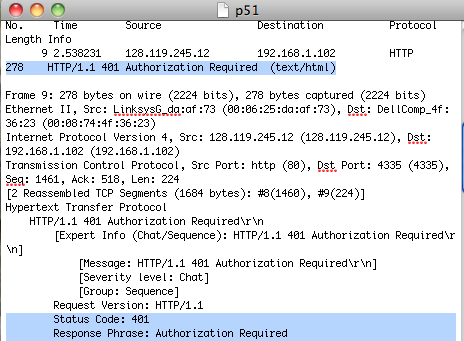 p51
No. Time Source Destination Protocol
Length Info
9 2.538231 128.119.245.12 192.168.1.102 HTTP
278 HTTP/1.1 401 Authorization Required (text/html)
Frame 9: 278 bytes on wire (2224 bits), 278 bytes captured (2224 bits)
Ethernet II, Src: LinksysG_da:af:73 (00:06:25:da:af:73), Dst: DellComp_4f:
36:23 (00:08:74:4f:36:23)
Internet Protocol Version 4, Src: 128.119.245.12 (128.119.245.12), Dst:
192.168.1.102 (192.168.1.102)
Transmission Control Protocol, Src Port: http (80), Dst Port: 4335 (4335),
Seq: 1461, Ack: 518, Len: 224
[2 Reassembled TCP Segments (1684 bytes): #8(1460), #9(224)]
Hypertext Transfer Protocol
HTTP/1.1 401 Authorization Required\r\n
[Expert Info (Chat/Sequence): HTTP/1.1 401 Authorization Required\r
\n]
[Message: HTTP/1.1 401 Authorization Required\r\n]
[Severity level: Chat]
[Group: Sequence]
Request Version: HTTP/1.1
Status Code: 401
Response Phrase: Authorization Required